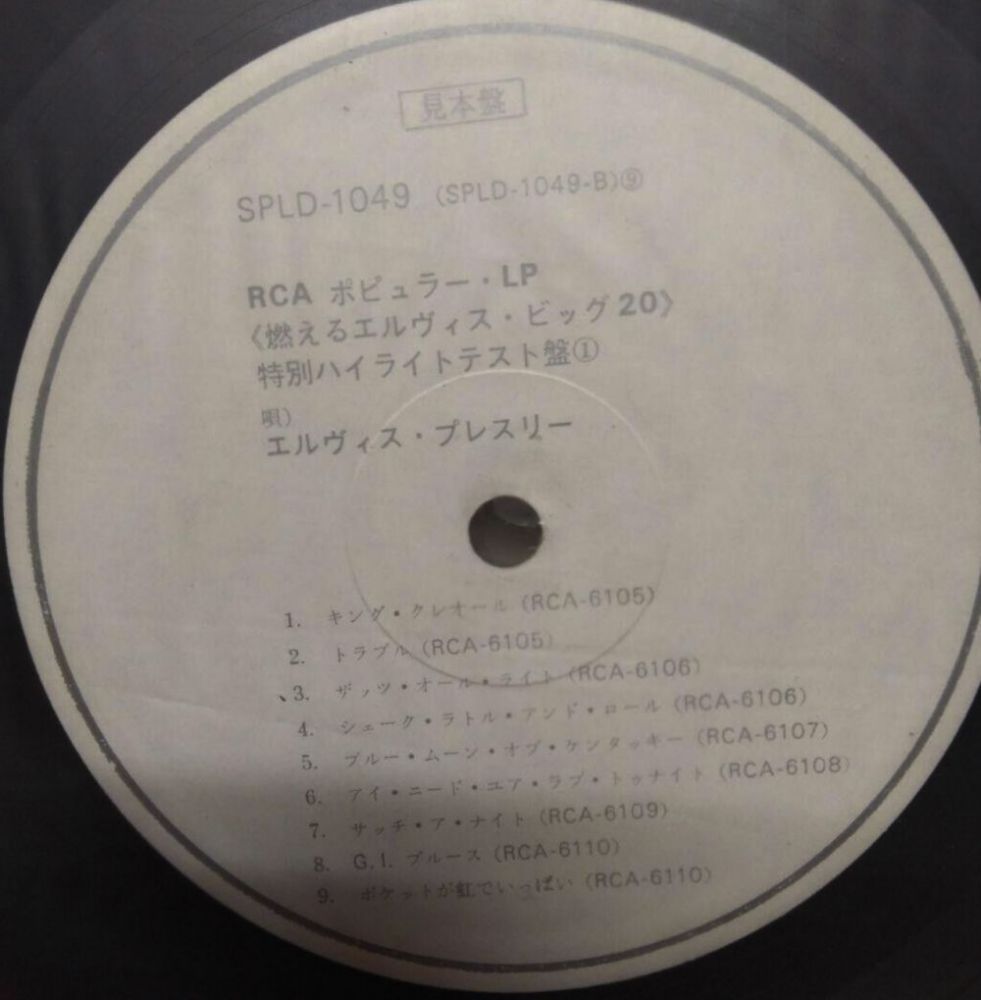 見本盤
SPLD-1049 (SPLD-1049-B)⑨
RCA ポピュラー・LP
《燃えるエルヴィス・ビッグ20》
特別ハイライトテスト盤①
唄)
エルヴィス・プレスリー
1. キング・クレオール (RCA-6105)
2. トラブル (RCA-6105)
、3. ザッツ・オール・ライト (RCA-6106)
4. シェーク・ラトル・アンド・ロール (RCA-6106)
5. ブルー・ムーン・オブ・ケンタッキー (RCA-6107)
6. アイ・ニード・ユア・ラブ・トゥナイト (RCA-6108)
7. サッチ・ア・ナイト (RCA-6109)
8. G.I. ブルース (RCA-6110)
9. ポケットが虹でいっぱい (RCA-6110)